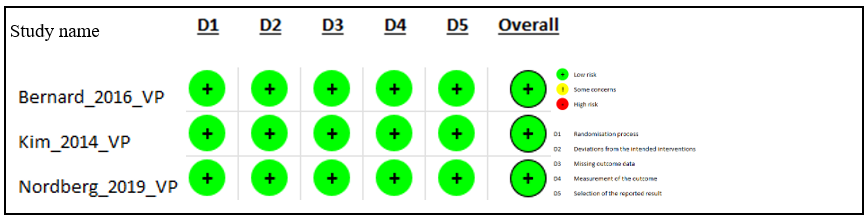 Study name D1 D2 D3 D4 D5 Overall
Bernard_2016_VP + + + + + +
Kim_2014_VP + + + + + +
Nordberg_2019_VP + + + + + +
+ Low risk
! Some concerns
- High risk
D1 Randomisation process
D2 Deviations from the intended interventions
D3 Missing outcome data
D4 Measurement of the outcome
D5 Selection of the reported result